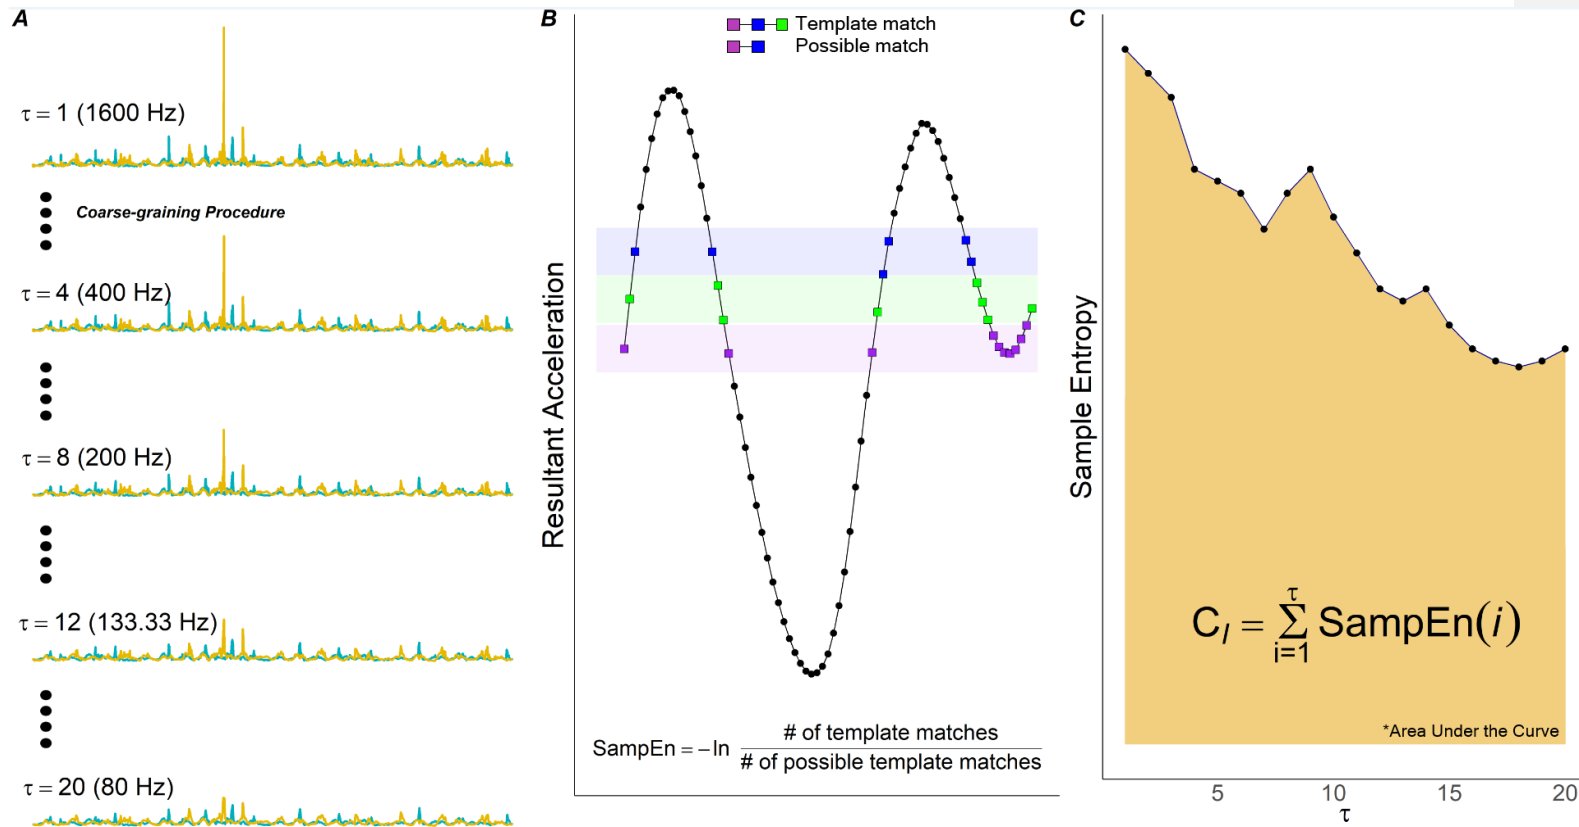 A
τ = 1 (1600 Hz)
Coarse-graining Procedure
τ = 4 (400 Hz)
τ = 8 (200 Hz)
τ = 12 (133.33 Hz)
τ = 20 (80 Hz)
B
Template match
Possible match
Resultant Acceleration
SampEn = −ln # of template matches / # of possible template matches
C
Sample Entropy
C_I = ∑_{i=1}^{τ} SampEn(i)
*Area Under the Curve
5 10 15 20
τ